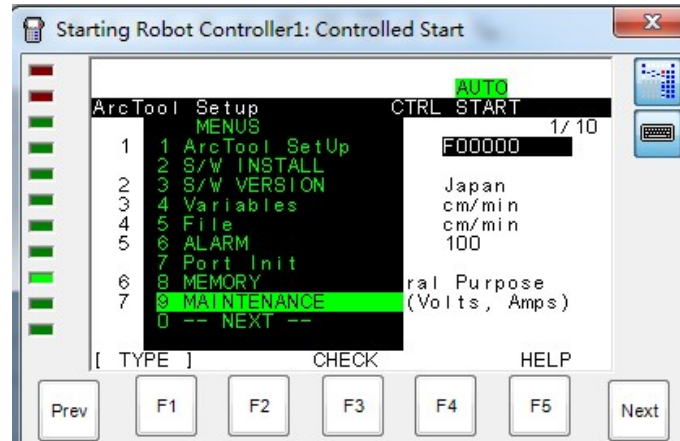 Starting Robot Controller1: Controlled Start
AUTO
ArcTool Setup CTRL START
MENUS 1/ 10
1 1 ArcTool SetUp F00000
2 S/W INSTALL
2 3 S/W VERSION Japan
3 4 Variables cm/min
4 5 File cm/min
5 6 ALARM 100
7 Port Init
6 8 MEMORY ral Purpose
7 9 MAINTENANCE (Volts, Amps)
0 -- NEXT --
[ TYPE ] CHECK HELP
Prev F1 F2 F3 F4 F5 Next